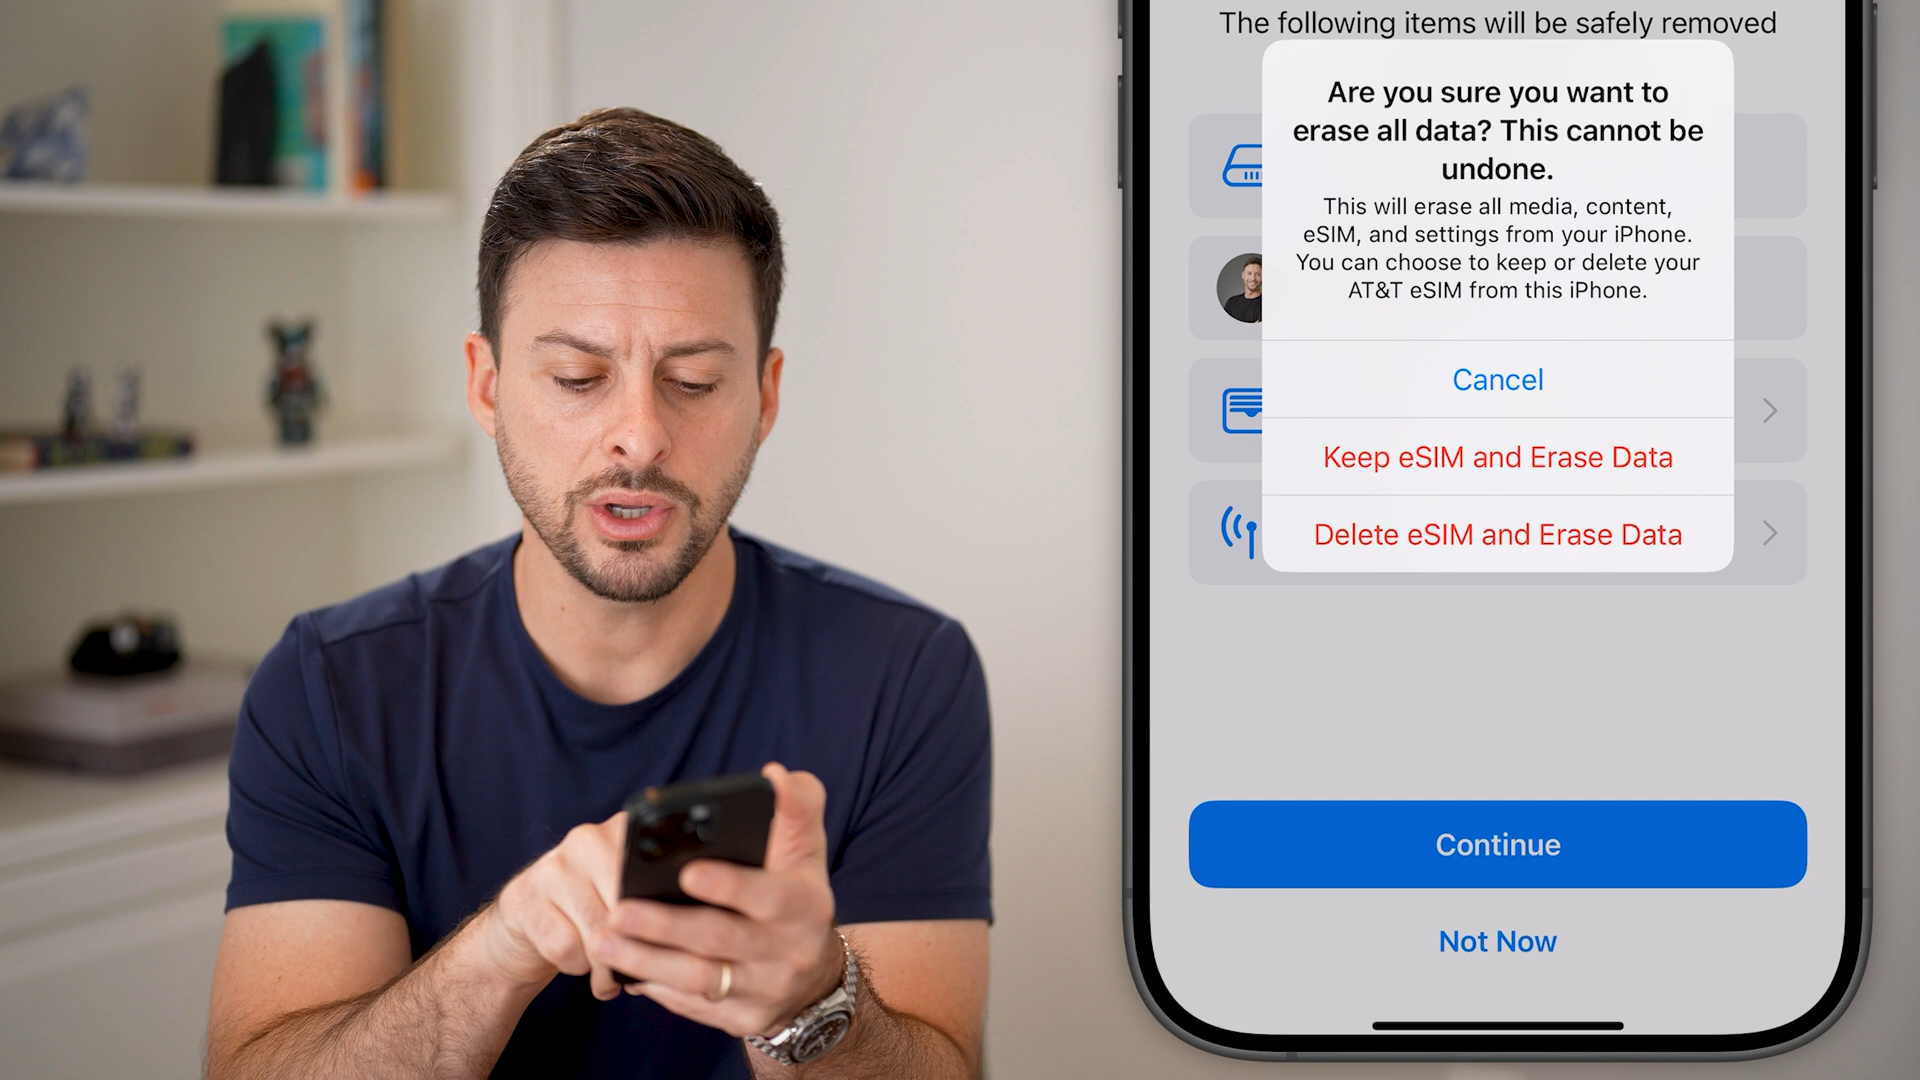 The following items will be safely removed
Are you sure you want to
erase all data? This cannot be
undone.
This will erase all media, content,
eSIM, and settings from your iPhone.
You can choose to keep or delete your
AT&T eSIM from this iPhone.
Cancel
Keep eSIM and Erase Data
Delete eSIM and Erase Data
Continue
Not Now